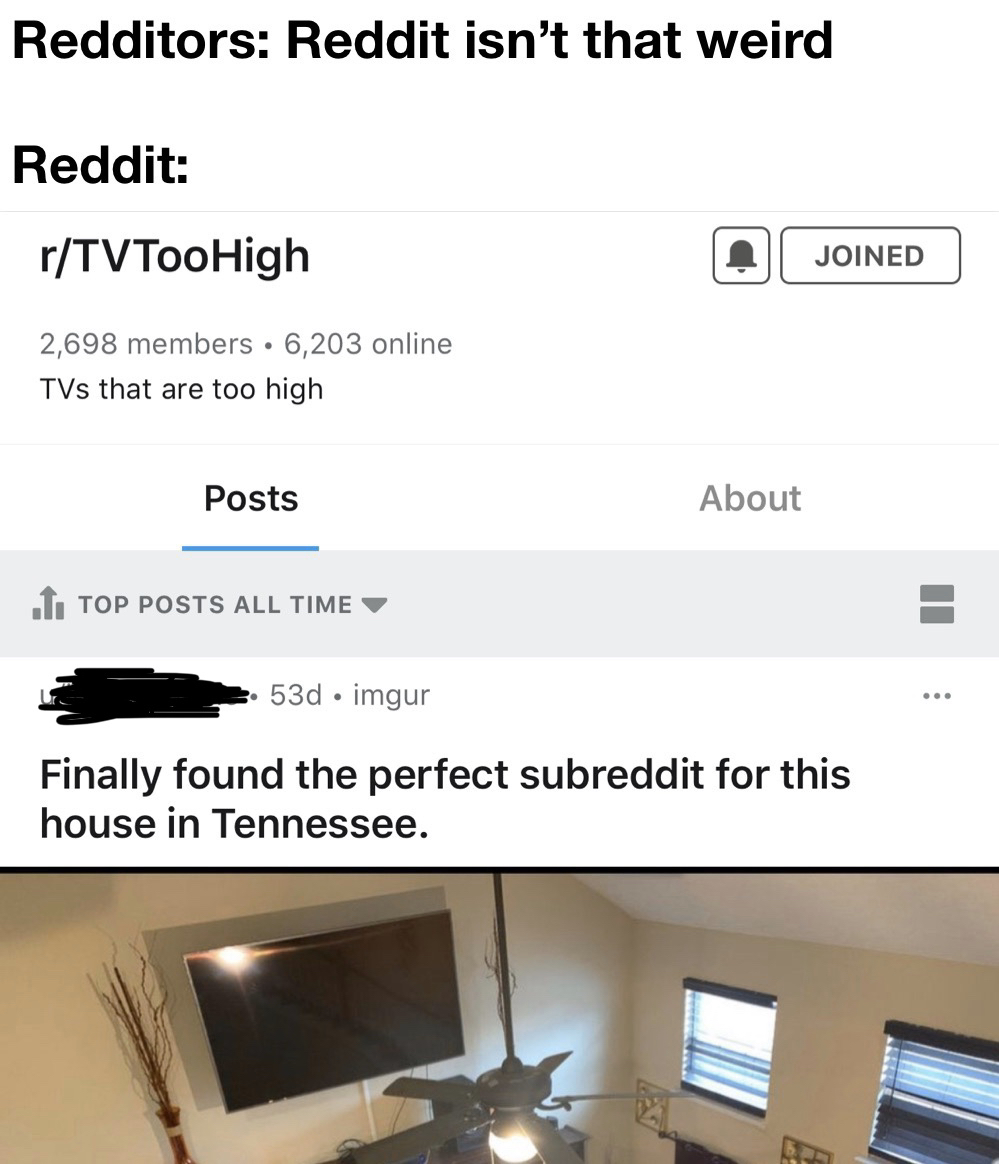 Redditors: Reddit isn’t that weird
Reddit:
r/TVTooHigh
JOINED
2,698 members • 6,203 online
TVs that are too high
Posts
About
TOP POSTS ALL TIME
• 53d • imgur
Finally found the perfect subreddit for this
house in Tennessee.